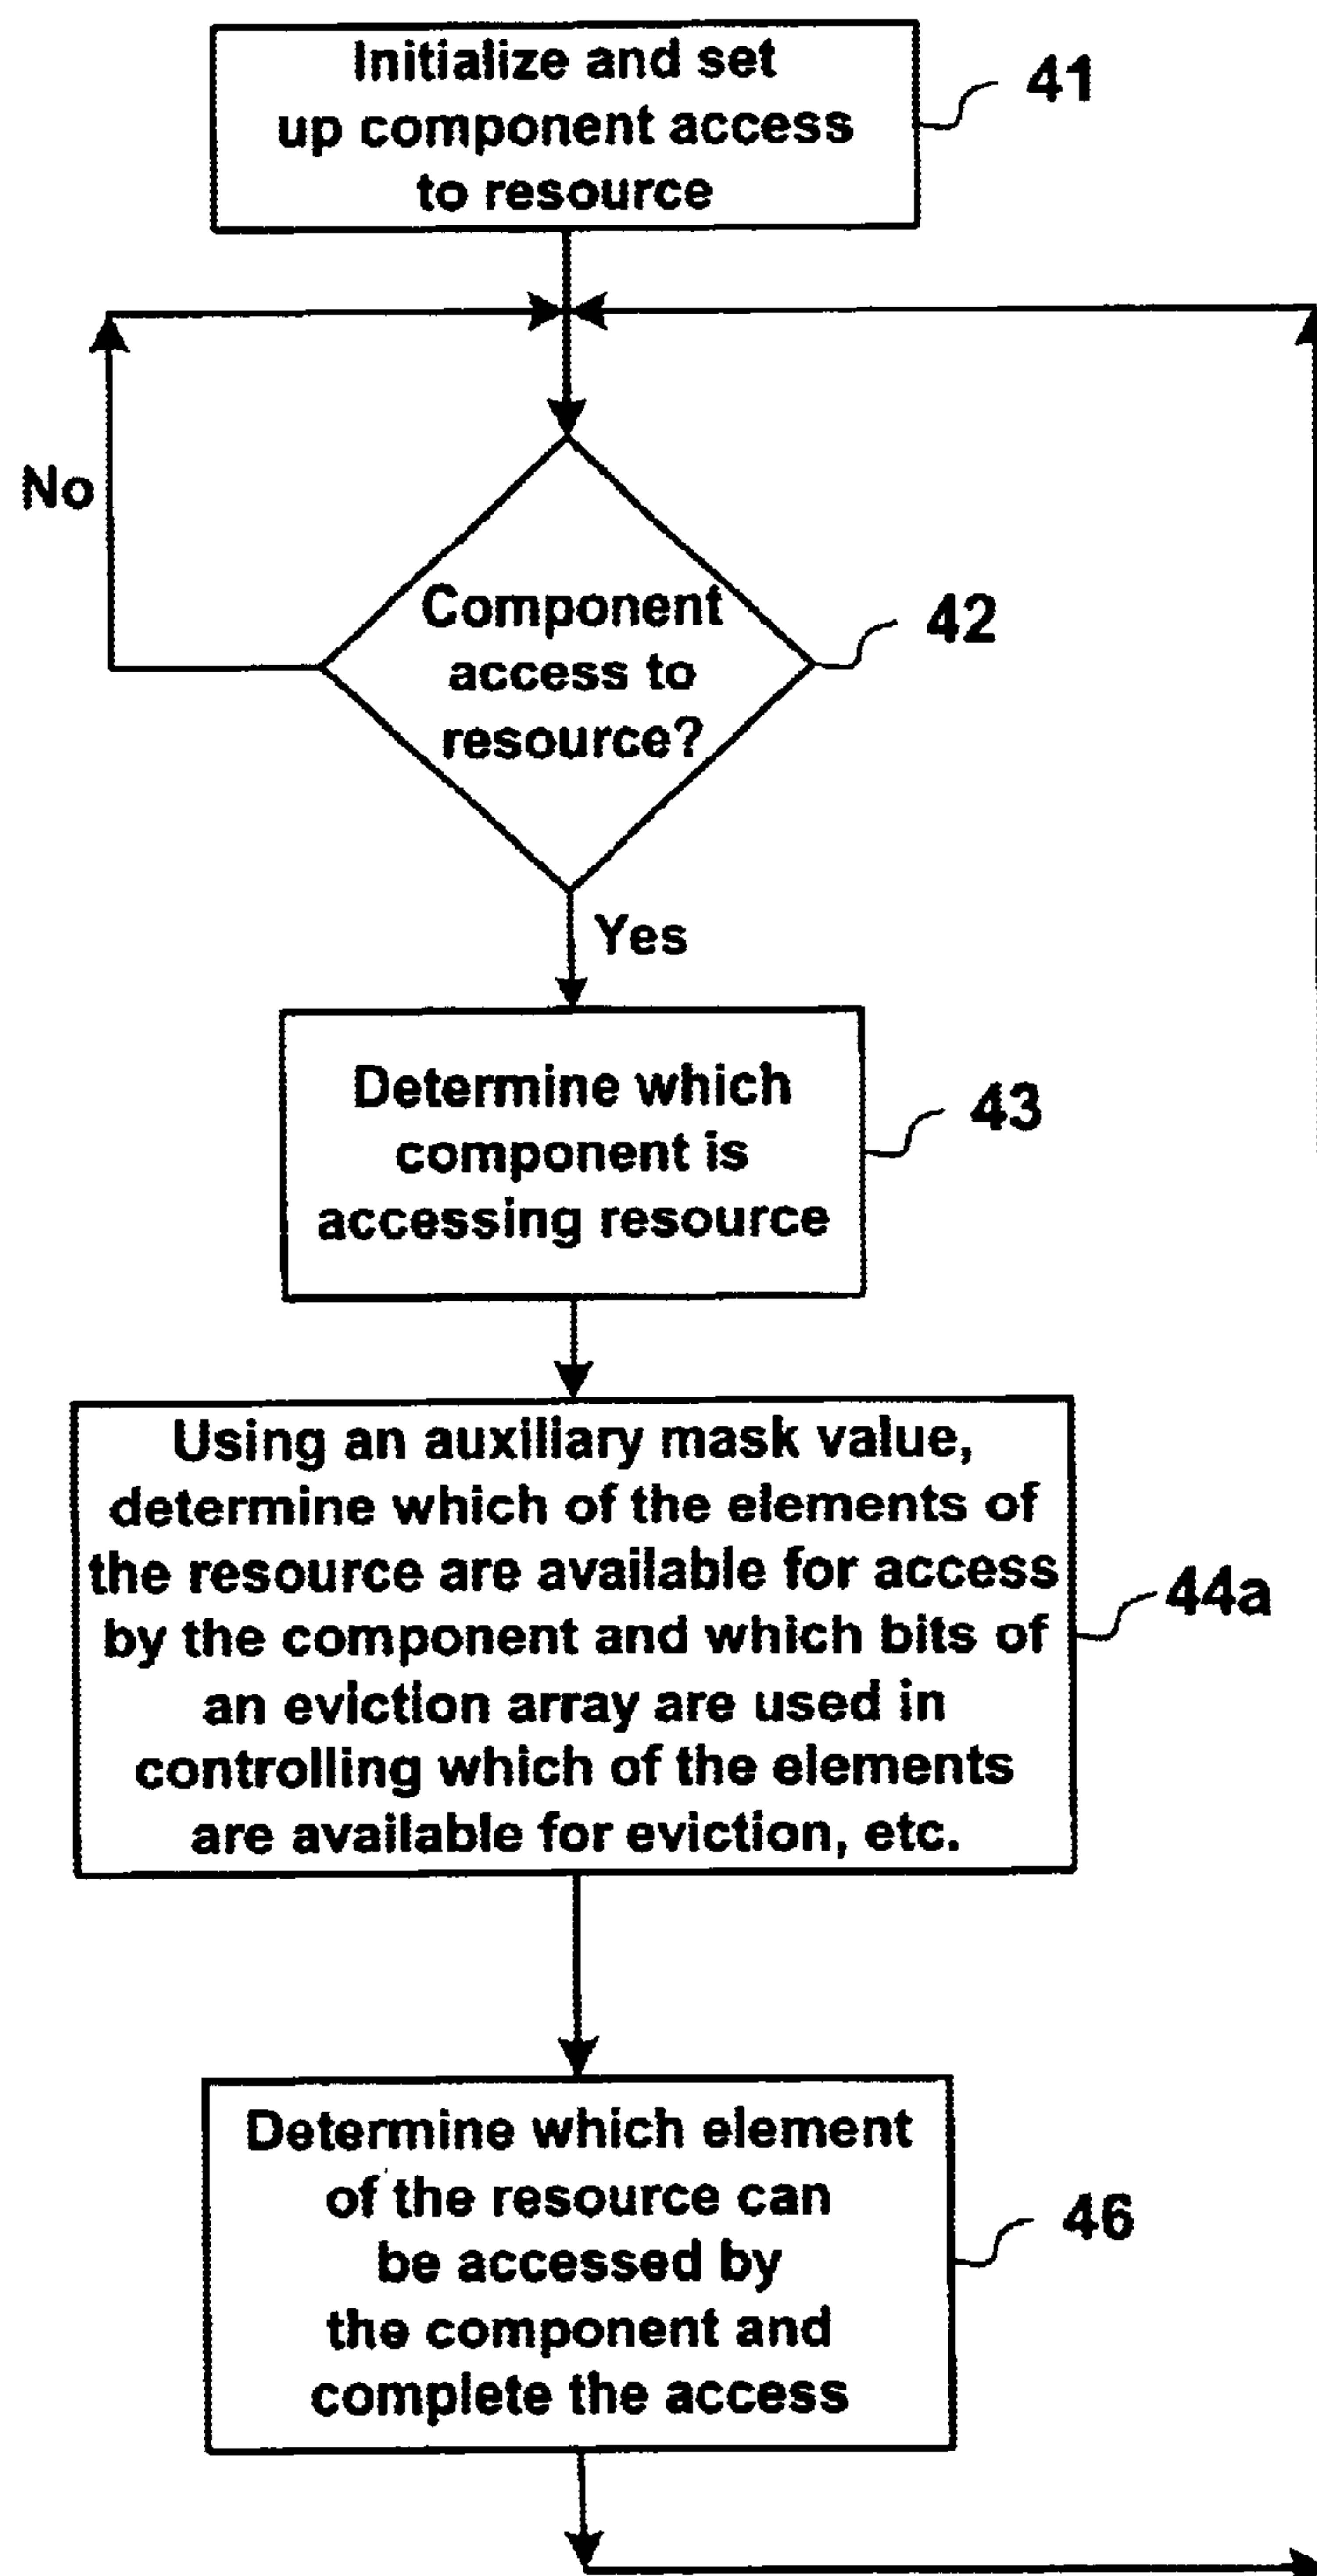 Initialize and set
up component access
to resource
41
No
Component
access to
resource?
42
Yes
Determine which
component is
accessing resource
43
Using an auxiliary mask value,
determine which of the elements of
the resource are available for access
by the component and which bits of
an eviction array are used in
controlling which of the elements
are available for eviction, etc.
44a
Determine which element
of the resource can
be accessed by
the component and
complete the access
46